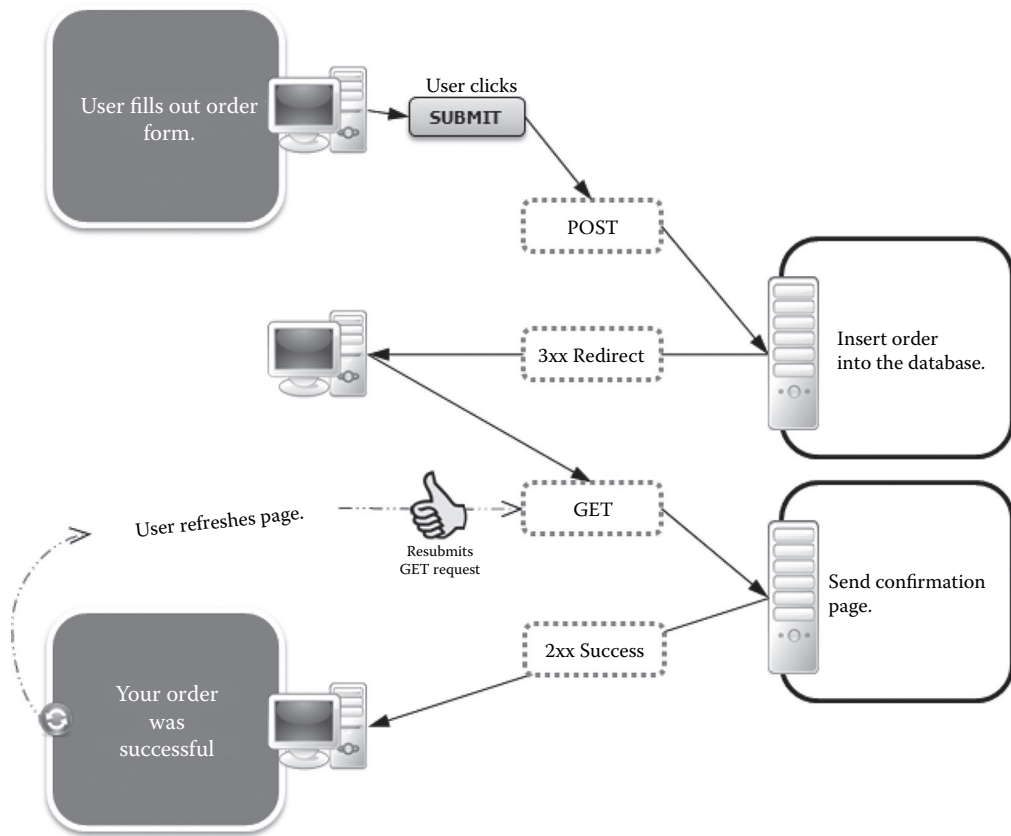 User fills out order
form.
User clicks
SUBMIT
POST
Insert order
into the database.
3xx Redirect
User refreshes page.
Resubmits
GET request
GET
Send confirmation
page.
2xx Success
Your order
was
successful